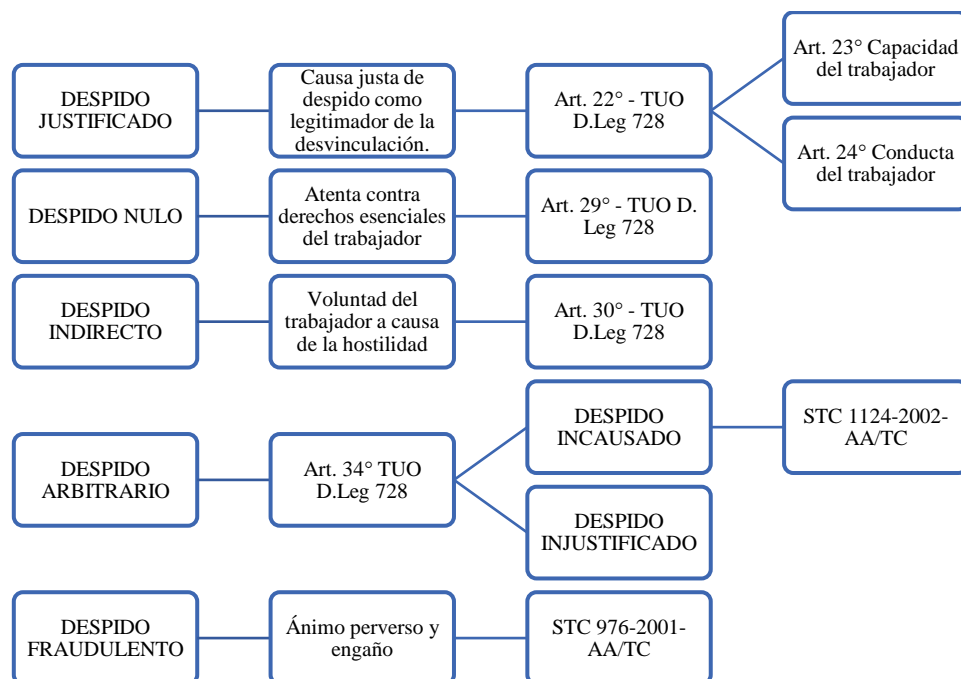 DESPIDO
JUSTIFICADO
Causa justa de
despido como
legitimador de la
desvinculación.
Art. 22° - TUO
D.Leg 728
Art. 23° Capacidad
del trabajador
Art. 24° Conducta
del trabajador
DESPIDO NULO
Atenta contra
derechos esenciales
del trabajador
Art. 29° - TUO D.
Leg 728
DESPIDO
INDIRECTO
Voluntad del
trabajador a causa
de la hostilidad
Art. 30° - TUO
D.Leg 728
DESPIDO
ARBITRARIO
Art. 34° TUO
D.Leg 728
DESPIDO
INCAUSADO
STC 1124-2002-
AA/TC
DESPIDO
INJUSTIFICADO
DESPIDO
FRAUDULENTO
Ánimo perverso y
engaño
STC 976-2001-
AA/TC